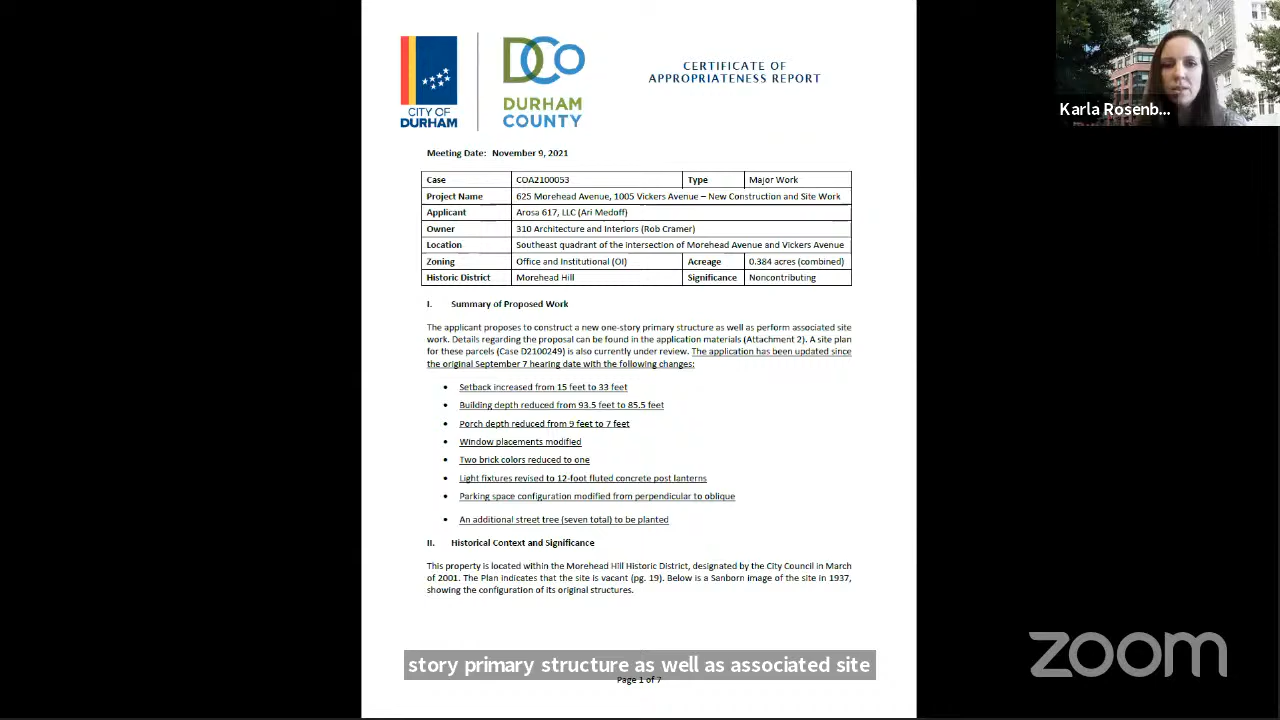 CITY OF
DURHAM
DCO
DURHAM
COUNTY
CERTIFICATE OF
APPROPRIATENESS REPORT
Karla Rosenb...
Meeting Date: November 9, 2021
Case COA2100053 Type Major Work
Project Name 625 Morehead Avenue, 1005 Vickers Avenue – New Construction and Site Work
Applicant Arosa 617, LLC (Ari Medoff)
Owner 310 Architecture and Interiors (Rob Cramer)
Location Southeast quadrant of the intersection of Morehead Avenue and Vickers Avenue
Zoning Office and Institutional (OI) Acreage 0.384 acres (combined)
Historic District Morehead Hill Significance Noncontributing
I. Summary of Proposed Work
The applicant proposes to construct a new one-story primary structure as well as perform associated site
work. Details regarding the proposal can be found in the application materials (Attachment 2). A site plan
for these parcels (Case D2100249) is also currently under review. The application has been updated since
the original September 7 hearing date with the following changes:
• Setback increased from 15 feet to 33 feet
• Building depth reduced from 93.5 feet to 85.5 feet
• Porch depth reduced from 9 feet to 7 feet
• Window placements modified
• Two brick colors reduced to one
• Light fixtures revised to 12-foot fluted concrete post lanterns
• Parking space configuration modified from perpendicular to oblique
• An additional street tree (seven total) to be planted
II. Historical Context and Significance
This property is located within the Morehead Hill Historic District, designated by the City Council in March
of 2001. The Plan indicates that the site is vacant (pg. 19). Below is a Sanborn image of the site in 1937,
showing the configuration of its original structures.
story primary structure as well as associated site
Page 1 of 7
zoom